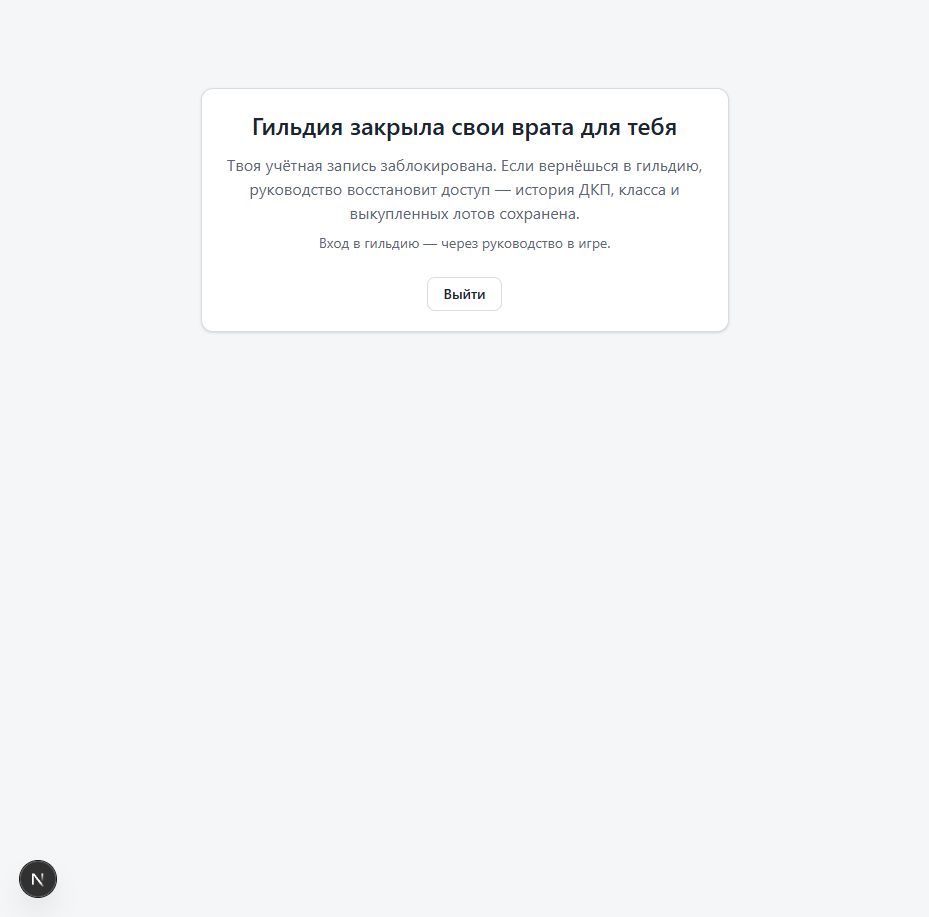 Гильдия закрыла свои врата для тебя
Твоя учётная запись заблокирована. Если вернёшься в гильдию,
руководство восстановит доступ — история ДКП, класса и
выкупленных лотов сохранена.
Вход в гильдию — через руководство в игре.
Выйти
N